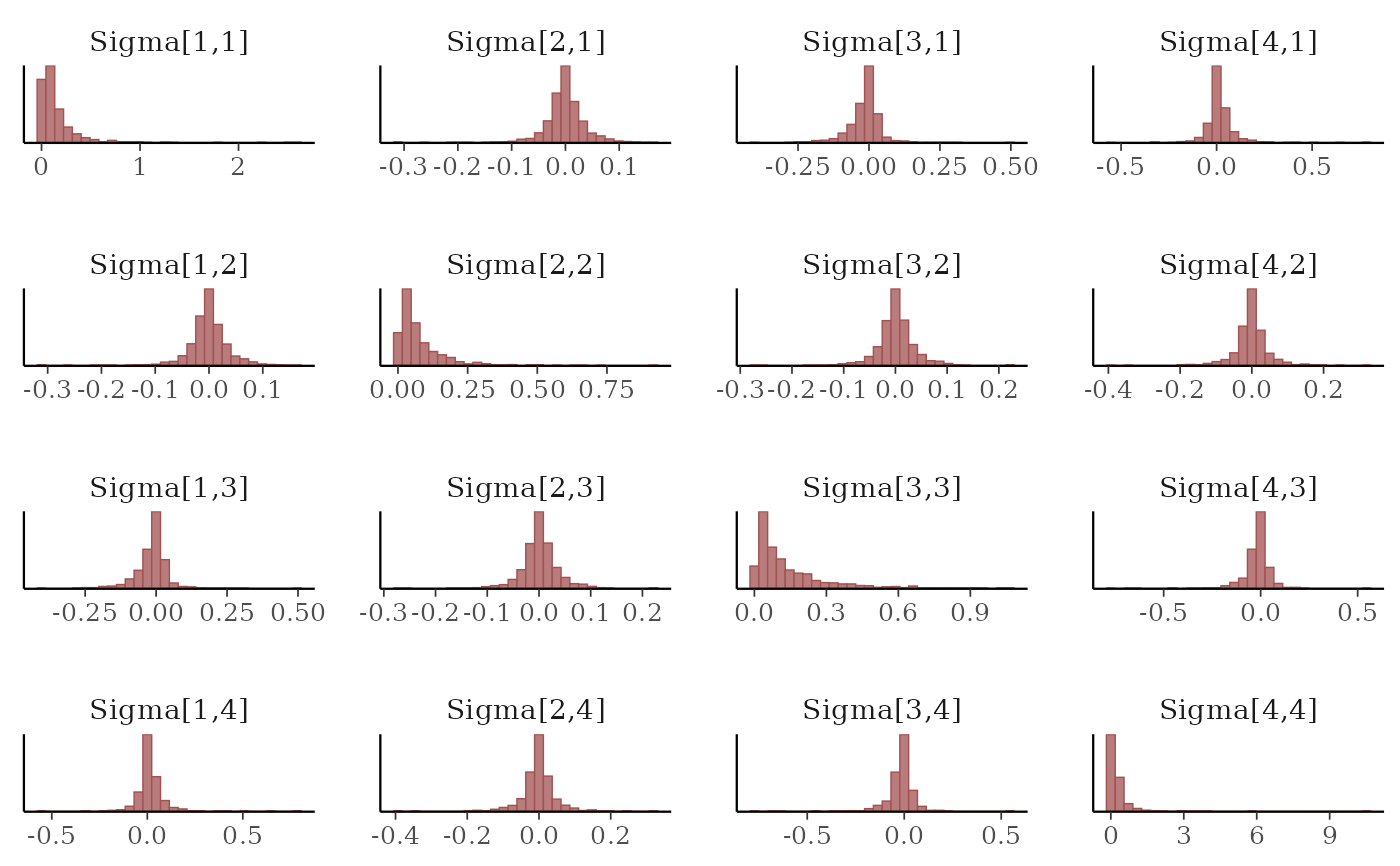 Sigma[1,1] Sigma[2,1] Sigma[3,1] Sigma[4,1]
0 1 2 -0.3 -0.2 -0.1 0.0 0.1 -0.25 0.00 0.25 0.50 -0.5 0.0 0.5
Sigma[1,2] Sigma[2,2] Sigma[3,2] Sigma[4,2]
-0.3 -0.2 -0.1 0.0 0.1 0.00 0.25 0.50 0.75 -0.3 -0.2 -0.1 0.0 0.1 0.2 -0.4 -0.2 0.0 0.2
Sigma[1,3] Sigma[2,3] Sigma[3,3] Sigma[4,3]
-0.25 0.00 0.25 0.50 -0.3 -0.2 -0.1 0.0 0.1 0.2 0.0 0.3 0.6 0.9 -0.5 0.0 0.5
Sigma[1,4] Sigma[2,4] Sigma[3,4] Sigma[4,4]
-0.5 0.0 0.5 -0.4 -0.2 0.0 0.2 -0.5 0.0 0.5 0 3 6 9